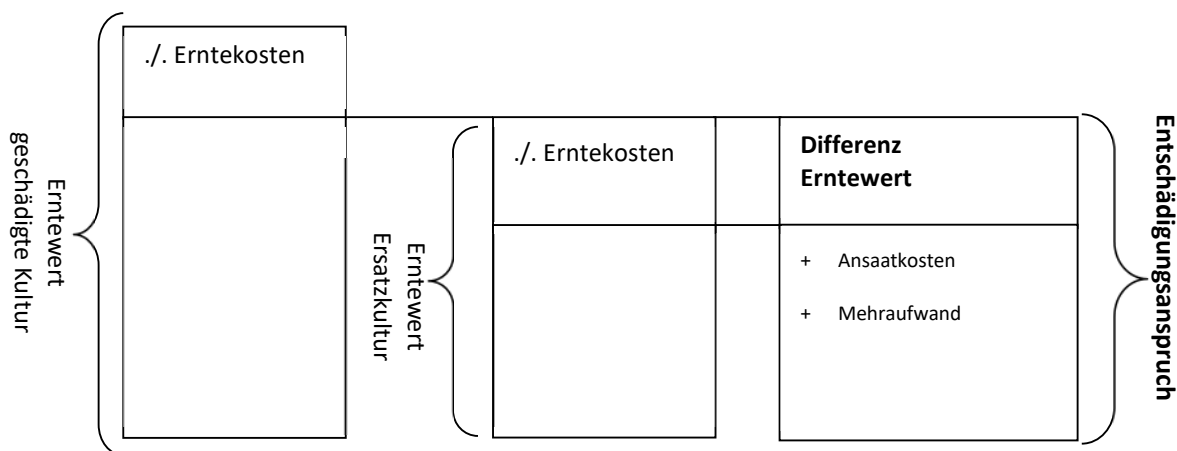 ./. Erntekosten
Erntewert
geschädigte Kultur
./. Erntekosten
Erntewert
Ersatzkultur
Differenz
Erntewert
+ Ansaatkosten
+ Mehraufwand
Entschädigungsanspruch